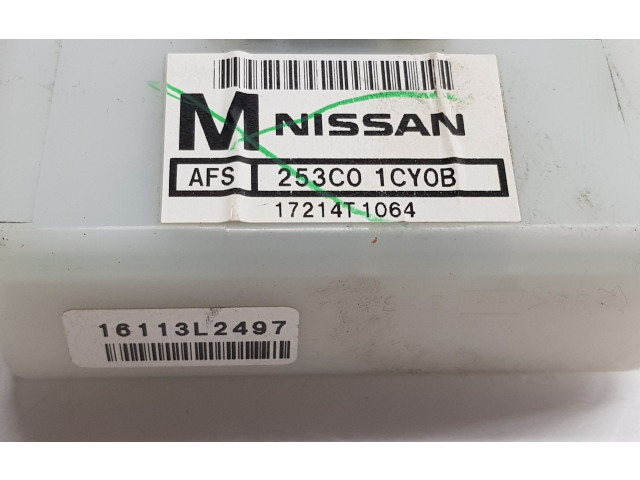 M NISSAN
AFS 253C0 1CY0B
17214T1064
16113L2497